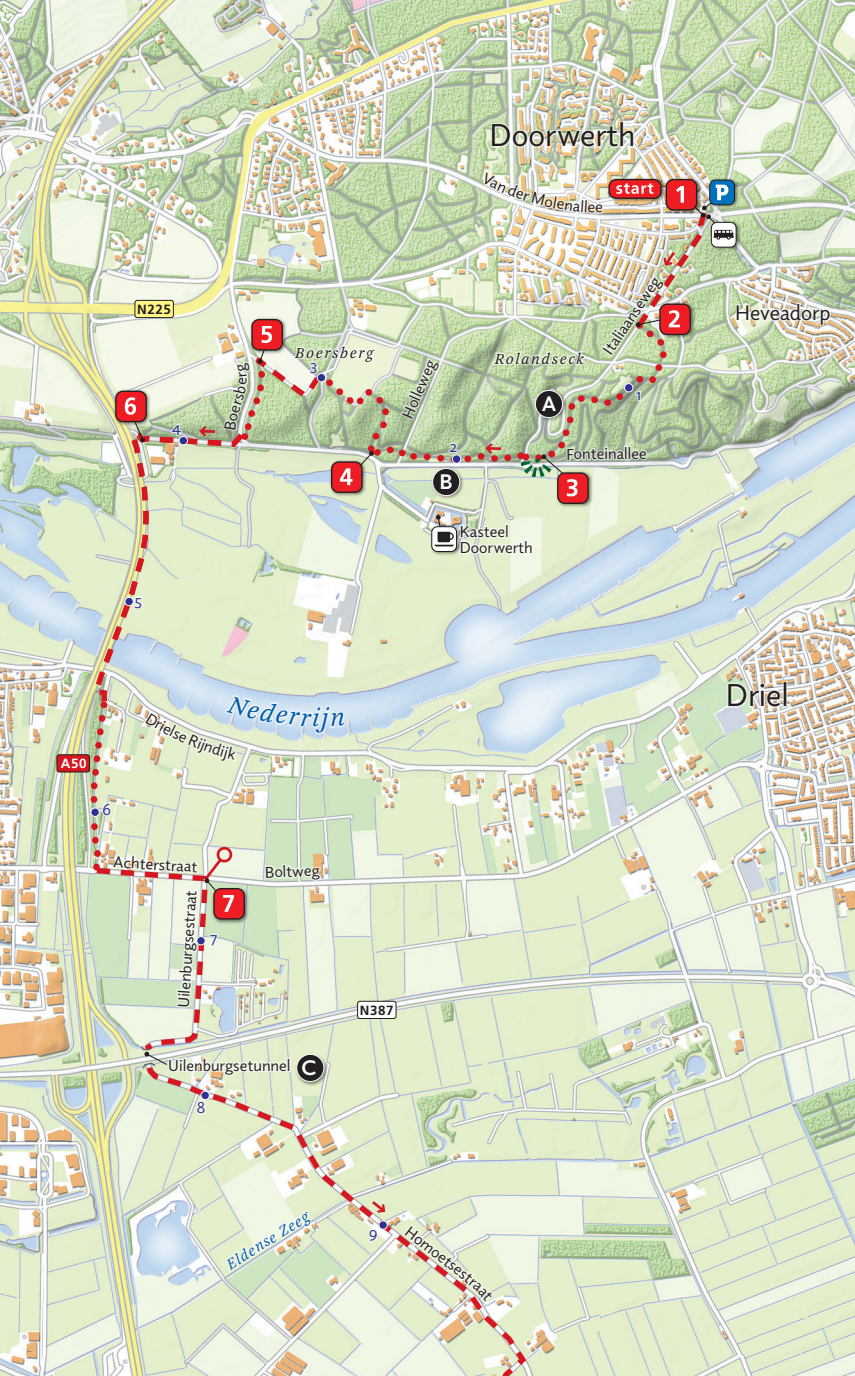 Doorwerth
Van der Molenallee
start
1
P
Italiaanseweg
2
Heveadorp
N225
5
Boersberg
3
Rolandseck
Boersberg
Holleweg
1
A
6
4
2
Fonteinallee
4
B
3
Kasteel
Doorwerth
5
Driel
Nederrijn
Drielse Rijndijk
A50
6
Achterstraat
Boltweg
7
Uilenburgsestraat
7
N387
Uilenburgsetunnel
C
8
Eldense Zeeg
9
Homoetsestraat